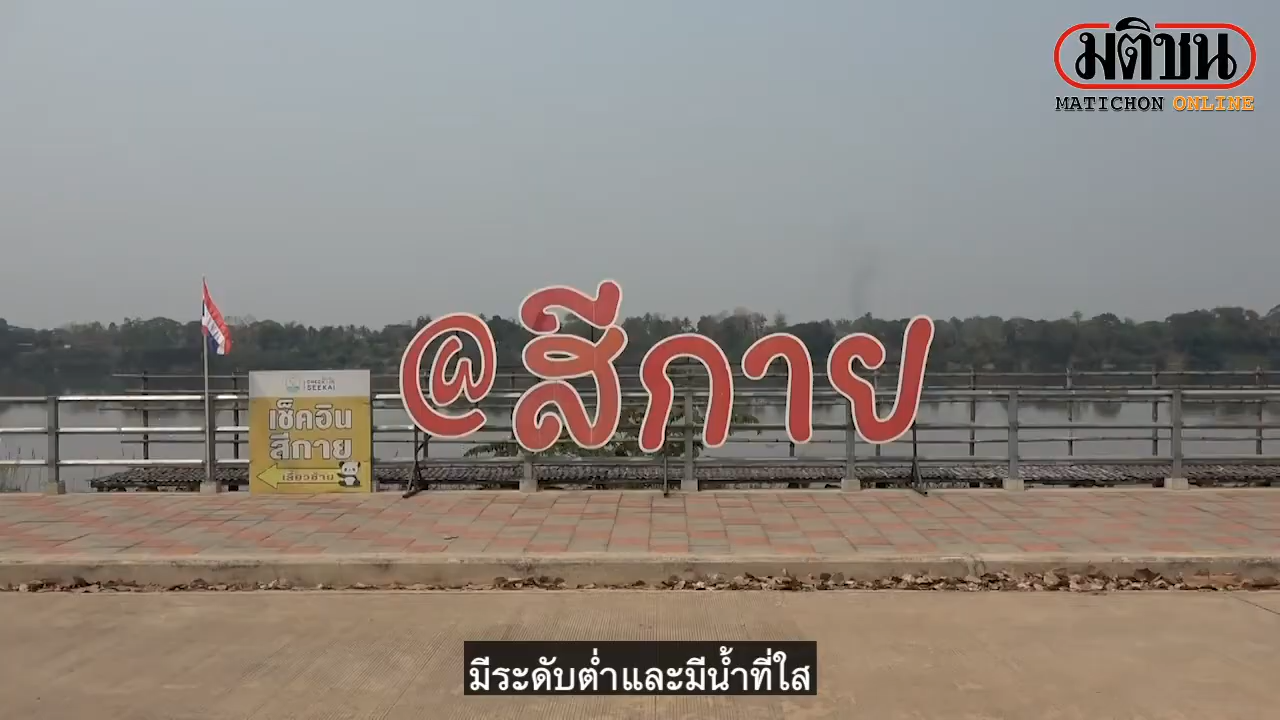 มติชน
MATICHON ONLINE
@สีกาย
SEEKAI
เช็คอิน
สีกาย
เลี้ยวซ้าย
มีระดับต่ำและมีน้ำที่ใส